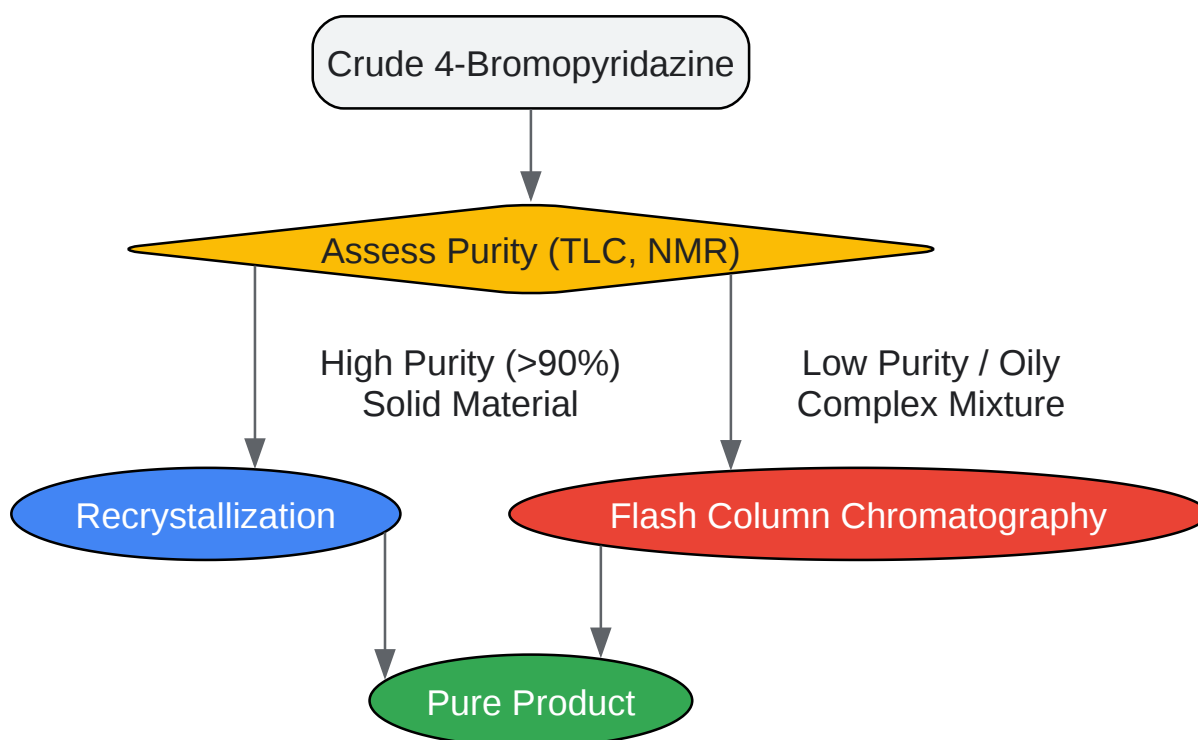 Crude 4-Bromopyridazine
Assess Purity (TLC, NMR)
High Purity (>90%)
Solid Material
Low Purity / Oily
Complex Mixture
Recrystallization
Flash Column Chromatography
Pure Product